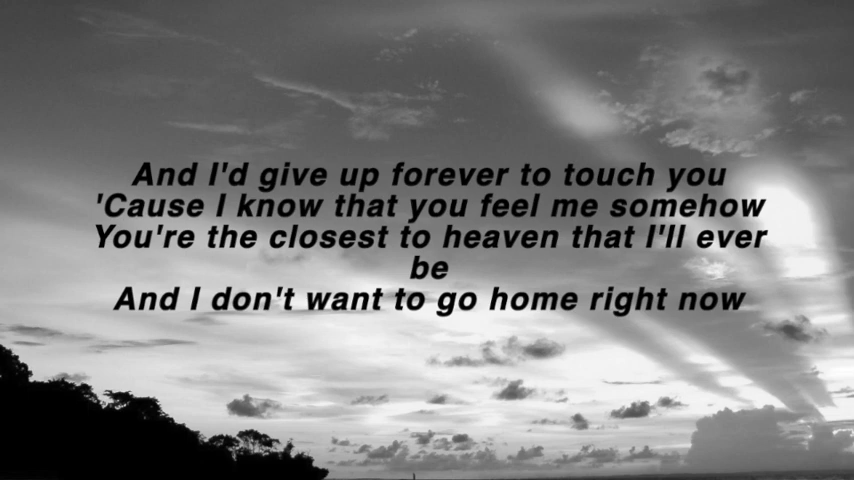 And I'd give up forever to touch you
'Cause I know that you feel me somehow
You're the closest to heaven that I'll ever
be
And I don't want to go home right now